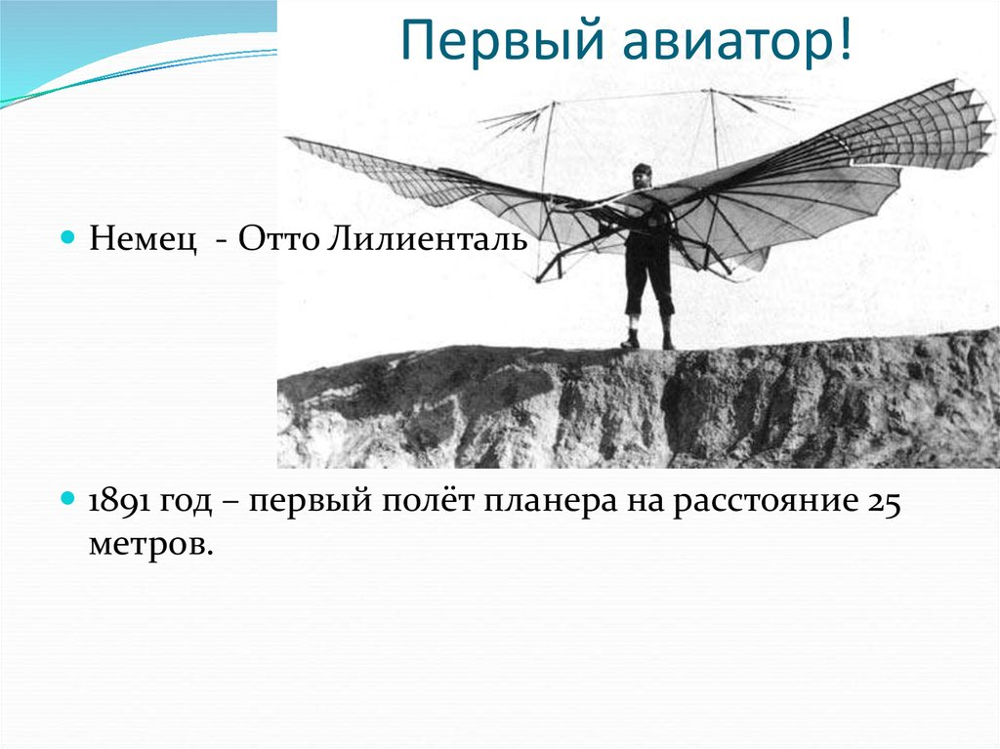 Первый авиатор!
Немец - Отто Лилиенталь
1891 год – первый полёт планера на расстояние 25
метров.